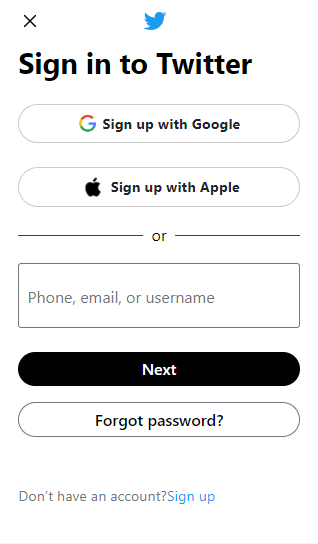 Sign in to Twitter
Sign up with Google
Sign up with Apple
or
Phone, email, or username
Next
Forgot password?
Don't have an account?Sign up